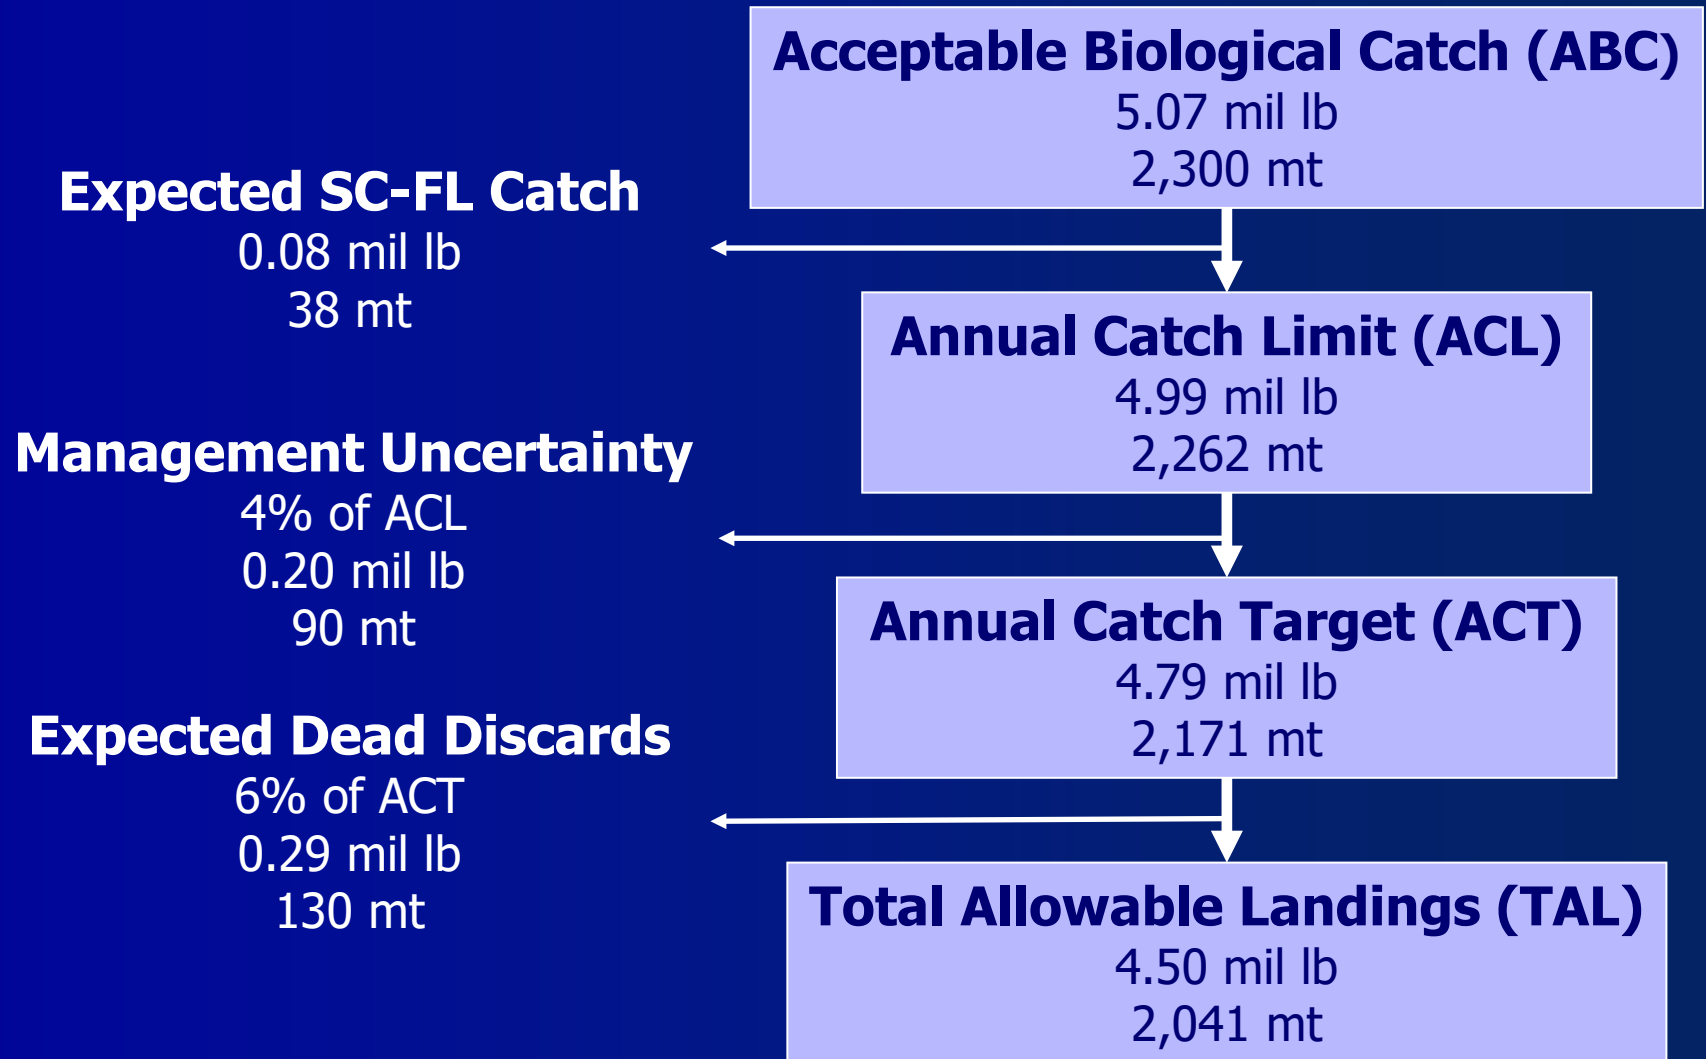 Acceptable Biological Catch (ABC)
5.07 mil lb
2,300 mt
Expected SC-FL Catch
0.08 mil lb
38 mt
Annual Catch Limit (ACL)
4.99 mil lb
2,262 mt
Management Uncertainty
4% of ACL
0.20 mil lb
90 mt
Annual Catch Target (ACT)
4.79 mil lb
2,171 mt
Expected Dead Discards
6% of ACT
0.29 mil lb
130 mt
Total Allowable Landings (TAL)
4.50 mil lb
2,041 mt